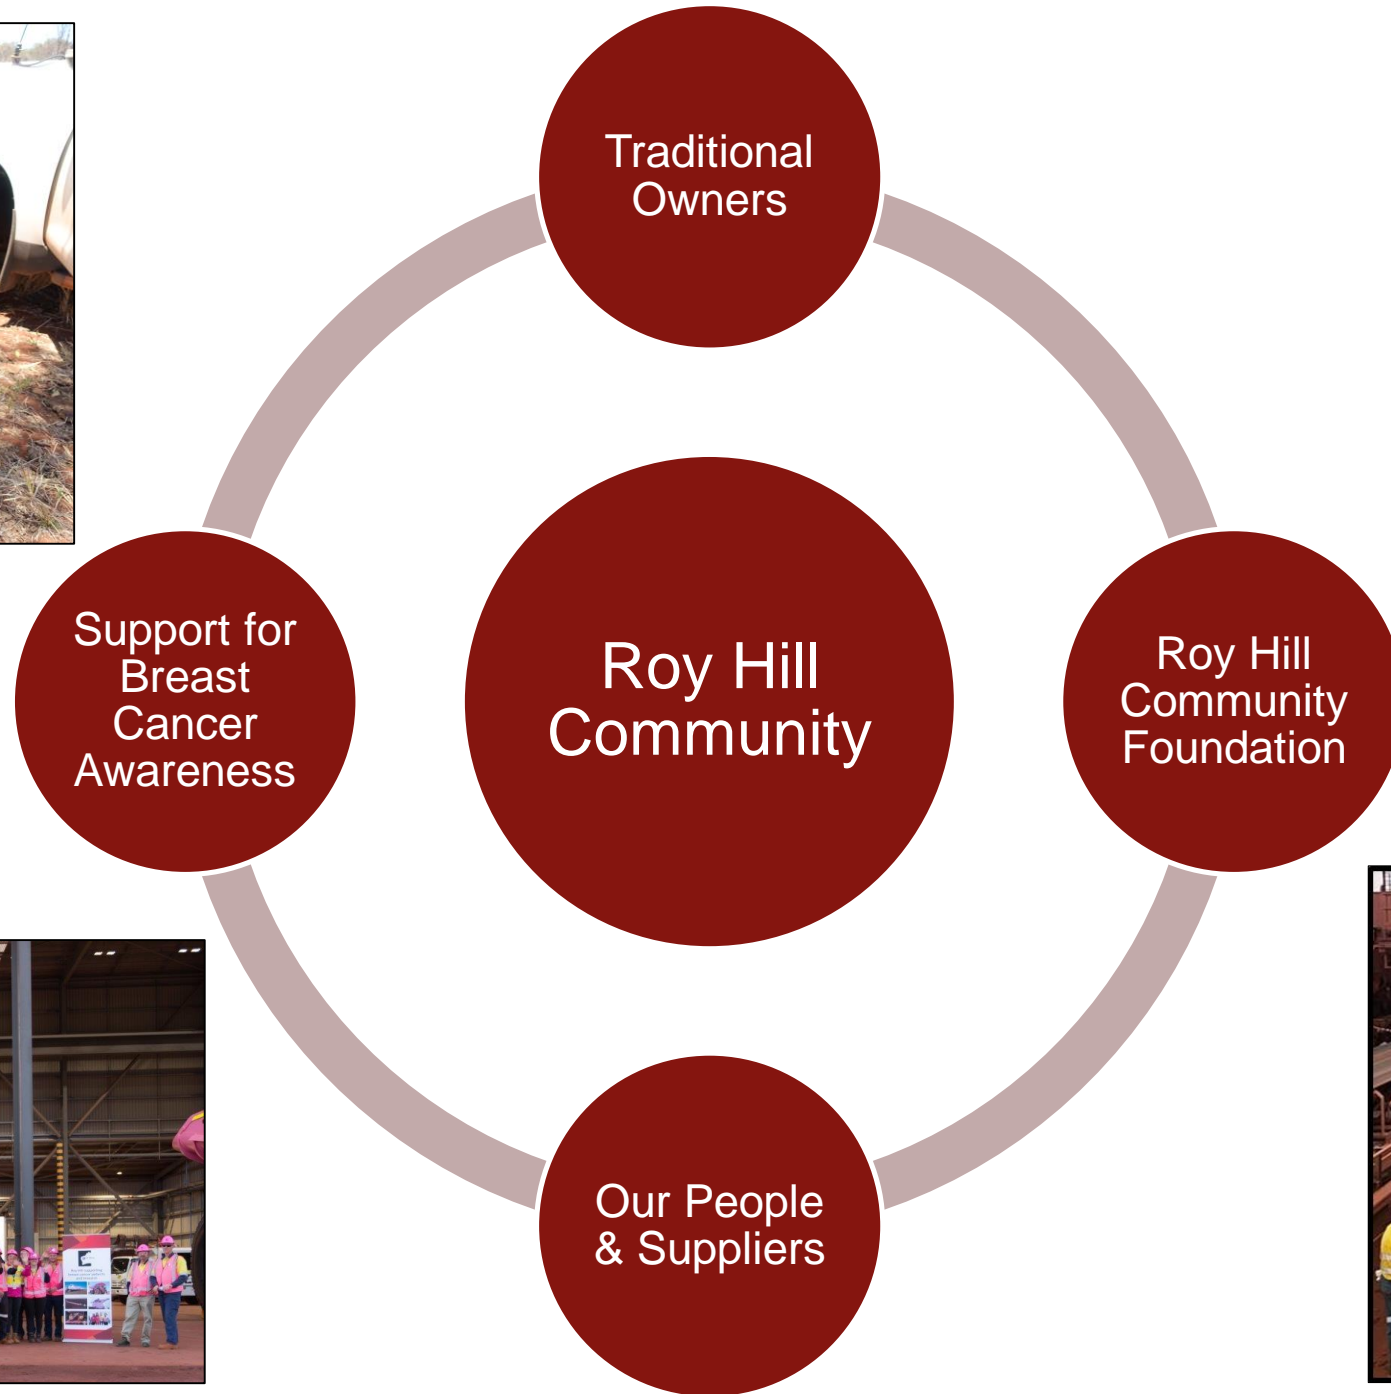 Traditional
Owners
Support for
Breast
Cancer
Awareness
Roy Hill
Community
Roy Hill
Community
Foundation
Our People
& Suppliers